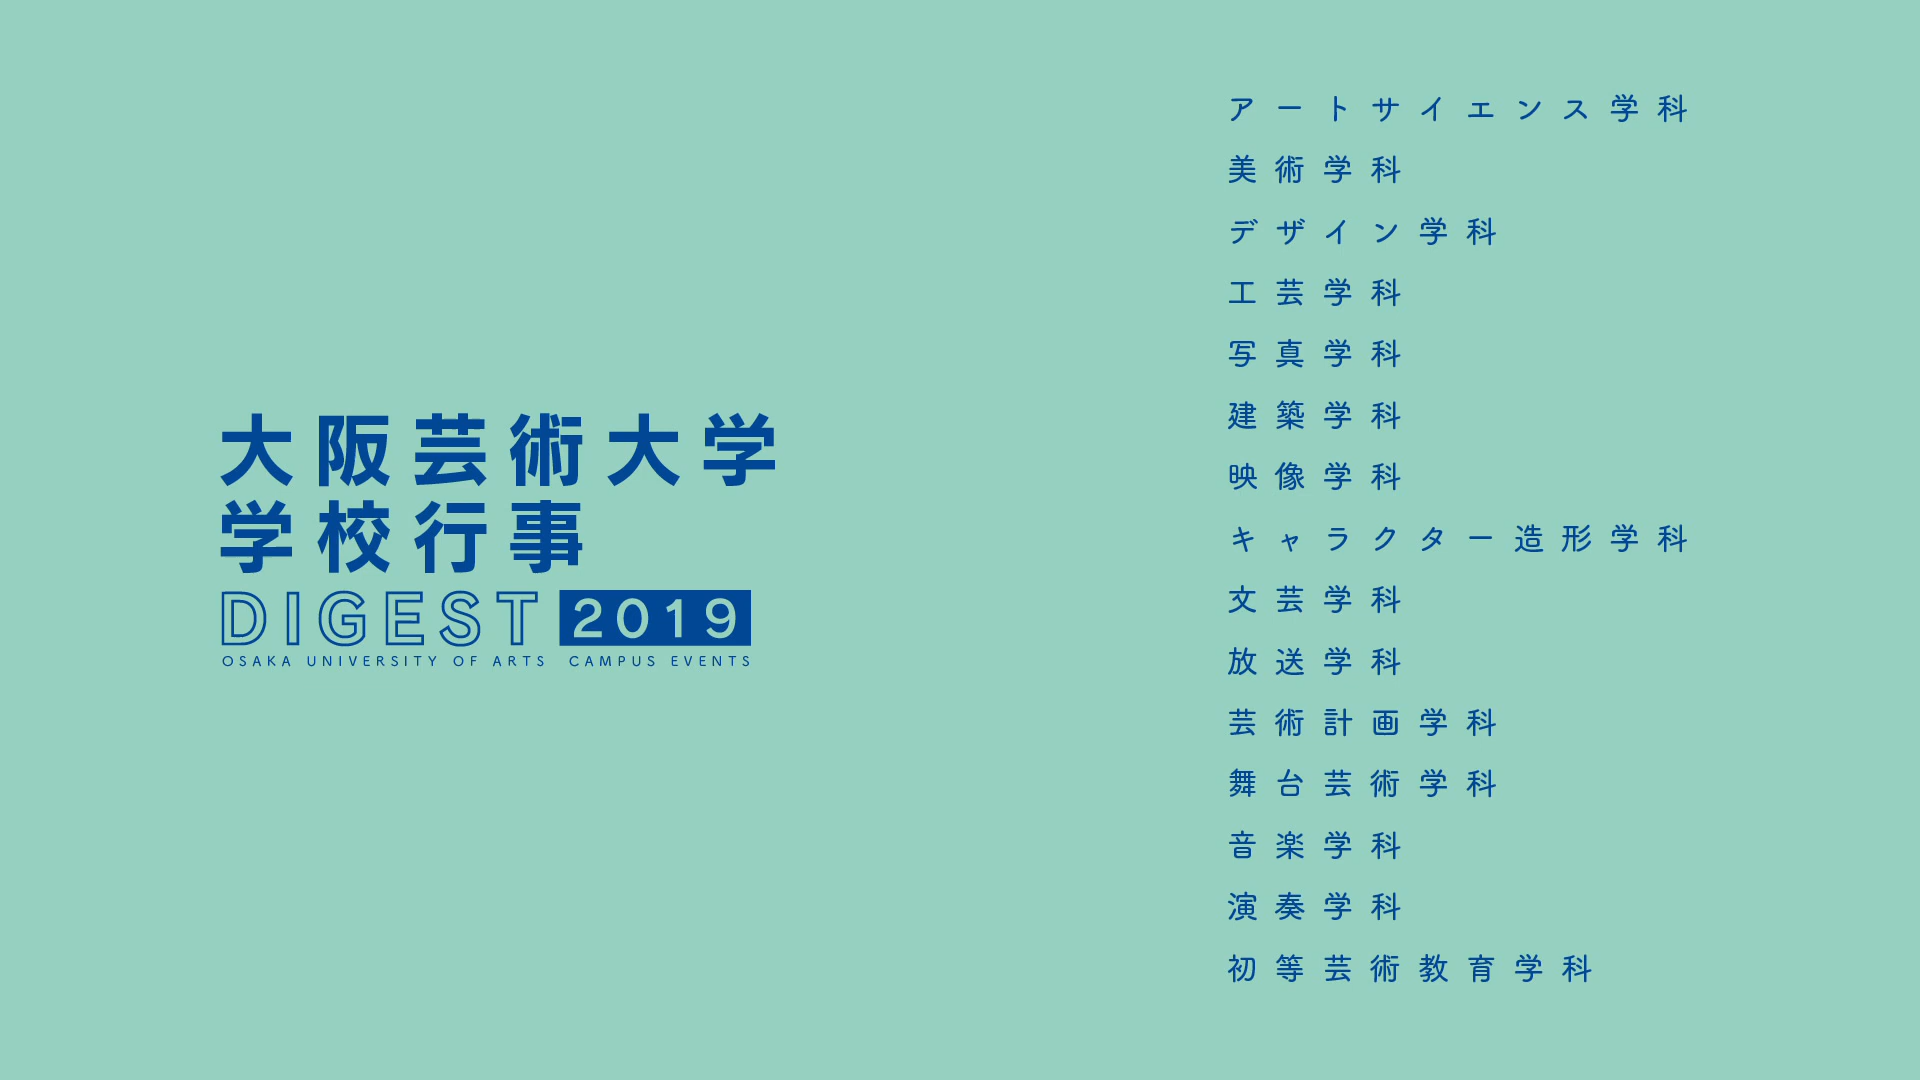 大阪芸術大学
学校行事
DIGEST 2019
OSAKA UNIVERSITY OF ARTS CAMPUS EVENTS
アートサイエンス学科
美術学科
デザイン学科
工芸学科
写真学科
建築学科
映像学科
キャラクター造形学科
文芸学科
放送学科
芸術計画学科
舞台芸術学科
音楽学科
演奏学科
初等芸術教育学科